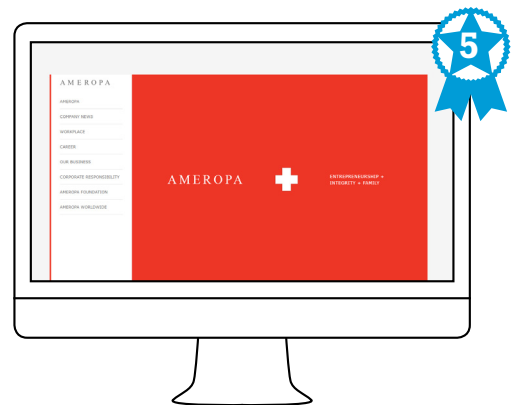 5
AMEROPA
AMEROPA
COMPANY NEWS
WORKPLACE
CAREER
OUR BUSINESS
CORPORATE RESPONSIBILITY
AMEROPA FOUNDATION
AMEROPA WORLDWIDE
AMEROPA
ENTREPRENEURSHIP +
INTEGRITY + FAMILY